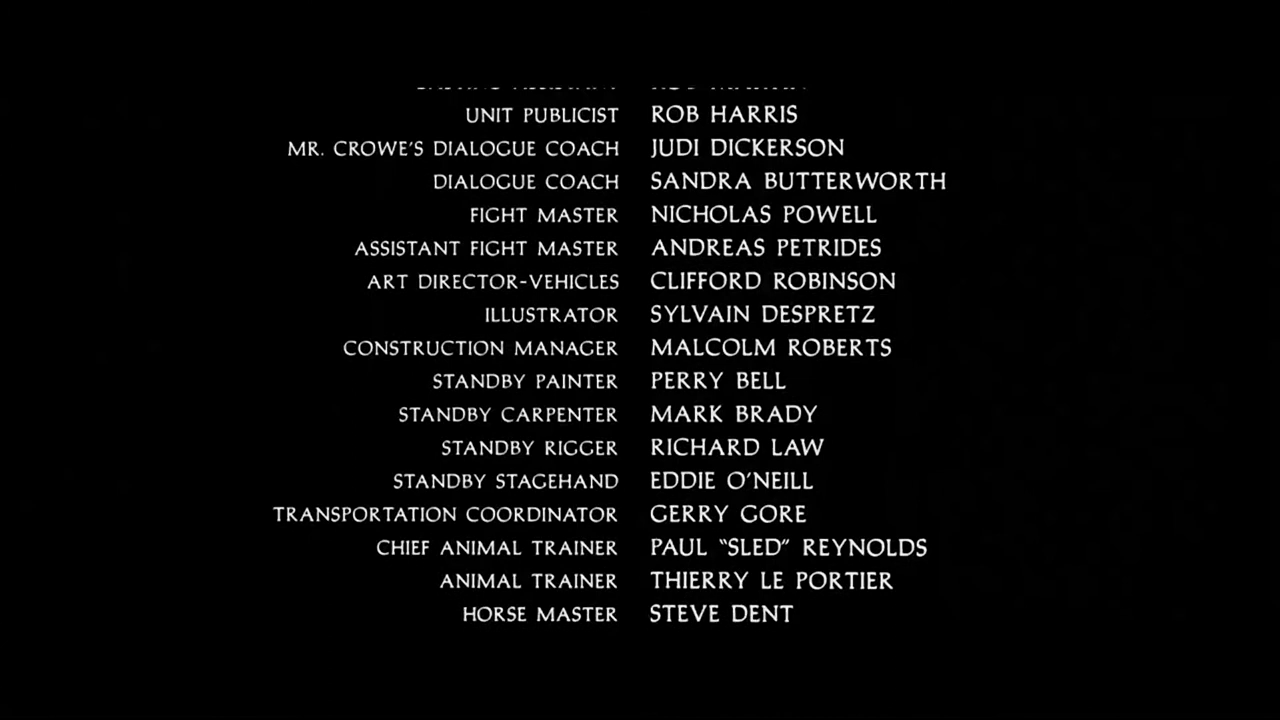 UNIT PUBLICIST ROB HARRIS
MR. CROWE'S DIALOGUE COACH JUDI DICKERSON
DIALOGUE COACH SANDRA BUTTERWORTH
FIGHT MASTER NICHOLAS POWELL
ASSISTANT FIGHT MASTER ANDREAS PETRIDES
ART DIRECTOR-VEHICLES CLIFFORD ROBINSON
ILLUSTRATOR SYLVAIN DESPRETZ
CONSTRUCTION MANAGER MALCOLM ROBERTS
STANDBY PAINTER PERRY BELL
STANDBY CARPENTER MARK BRADY
STANDBY RIGGER RICHARD LAW
STANDBY STAGEHAND EDDIE O'NEILL
TRANSPORTATION COORDINATOR GERRY GORE
CHIEF ANIMAL TRAINER PAUL "SLED" REYNOLDS
ANIMAL TRAINER THIERRY LE PORTIER
HORSE MASTER STEVE DENT